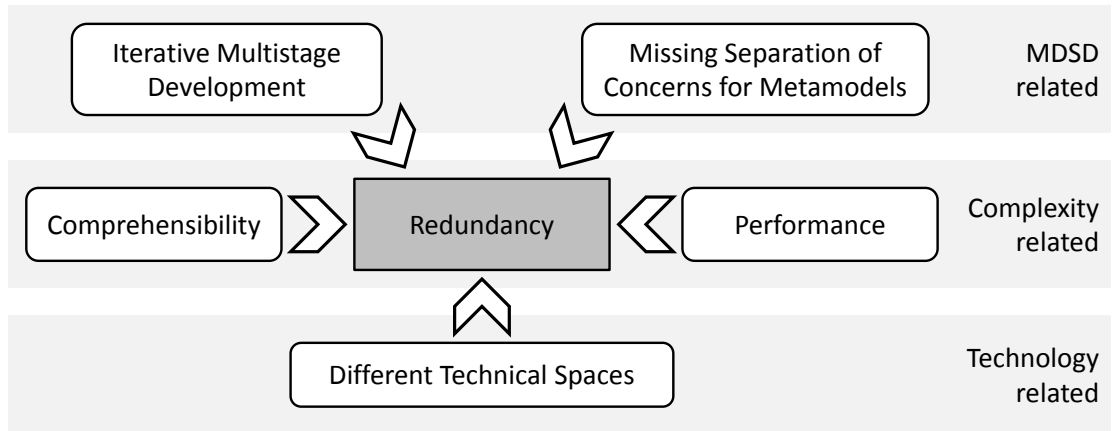 Iterative Multistage
Development
Missing Separation of
Concerns for Metamodels
MDSD
related
Comprehensibility
Redundancy
Performance
Complexity
related
Different Technical Spaces
Technology
related